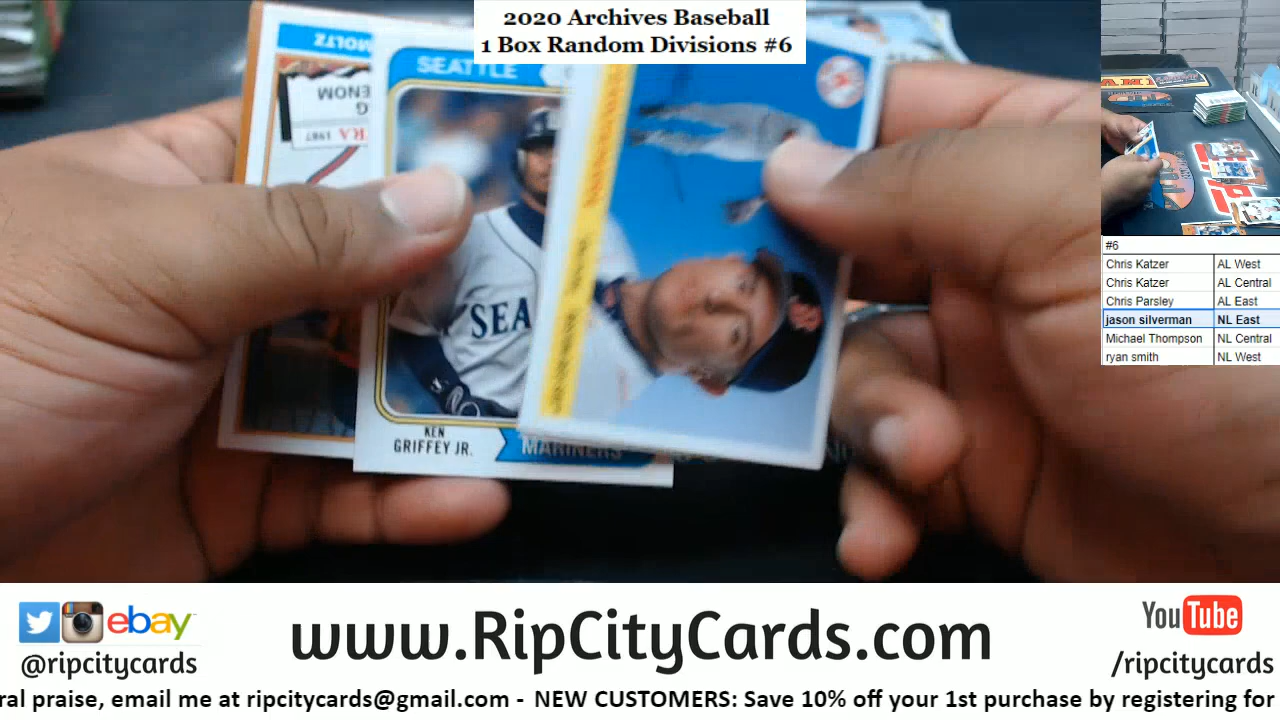 2020 Archives Baseball
1 Box Random Divisions #6
MOLTZ
SEATTLE
SEA
KEN
GRIFFEY JR.
MARINERS
#6
Chris Katzer AL West
Chris Katzer AL Central
Chris Parsley AL East
jason silverman NL East
Michael Thompson NL Central
ryan smith NL West
ebay
@ripcitycards
www.RipCityCards.com
YouTube
/ripcitycards
ral praise, email me at ripcitycards@gmail.com - NEW CUSTOMERS: Save 10% off your 1st purchase by registering for